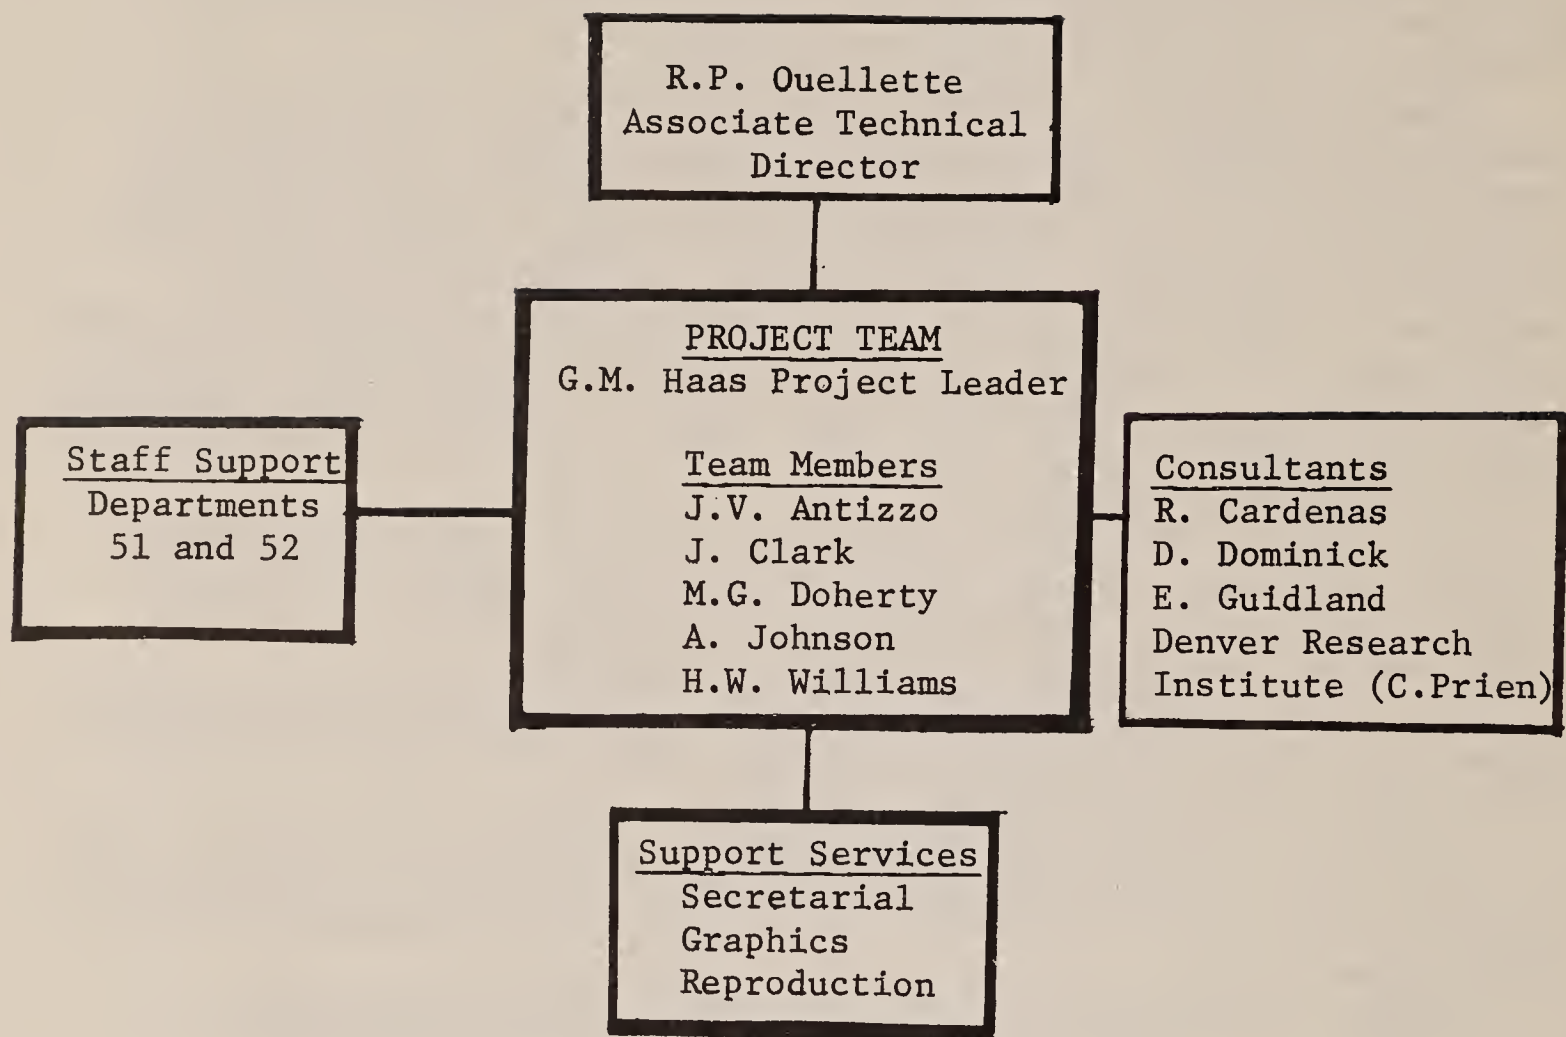 R.P. Ouellette
Associate Technical
Director
PROJECT TEAM
G.M. Haas Project Leader
Team Members
J.V. Antizzo
J. Clark
M.G. Doherty
A. Johnson
H.W. Williams
Staff Support
Departments
51 and 52
Consultants
R. Cardenas
D. Dominick
E. Guidland
Denver Research
Institute (C.Prien)
Support Services
Secretarial
Graphics
Reproduction